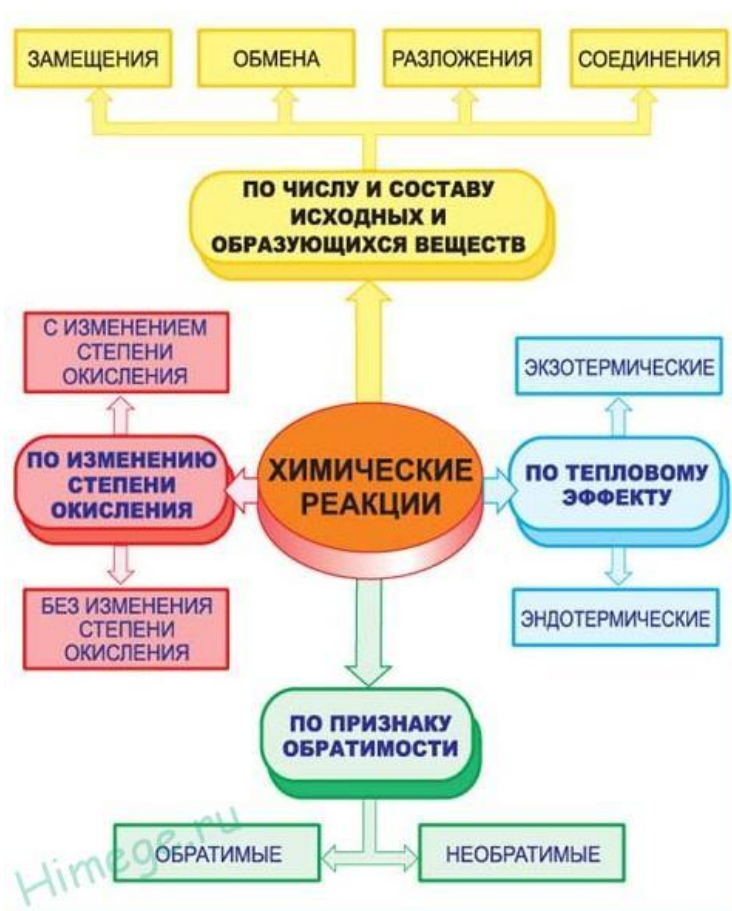 ЗАМЕЩЕНИЯ
ОБМЕНА
РАЗЛОЖЕНИЯ
СОЕДИНЕНИЯ
ПО ЧИСЛУ И СОСТАВУ
ИСХОДНЫХ И
ОБРАЗУЮЩИХСЯ ВЕЩЕСТВ
С ИЗМЕНЕНИЕМ
СТЕПЕНИ
ОКИСЛЕНИЯ
ЭКЗОТЕРМИЧЕСКИЕ
ПО ИЗМЕНЕНИЮ
СТЕПЕНИ
ОКИСЛЕНИЯ
ХИМИЧЕСКИЕ
РЕАКЦИИ
ПО ТЕПЛОВОМУ
ЭФФЕКТУ
БЕЗ ИЗМЕНЕНИЯ
СТЕПЕНИ
ОКИСЛЕНИЯ
ЭНДОТЕРМИЧЕСКИЕ
ПО ПРИЗНАКУ
ОБРАТИМОСТИ
ОБРАТИМЫЕ
НЕОБРАТИМЫЕ
Himege.ru